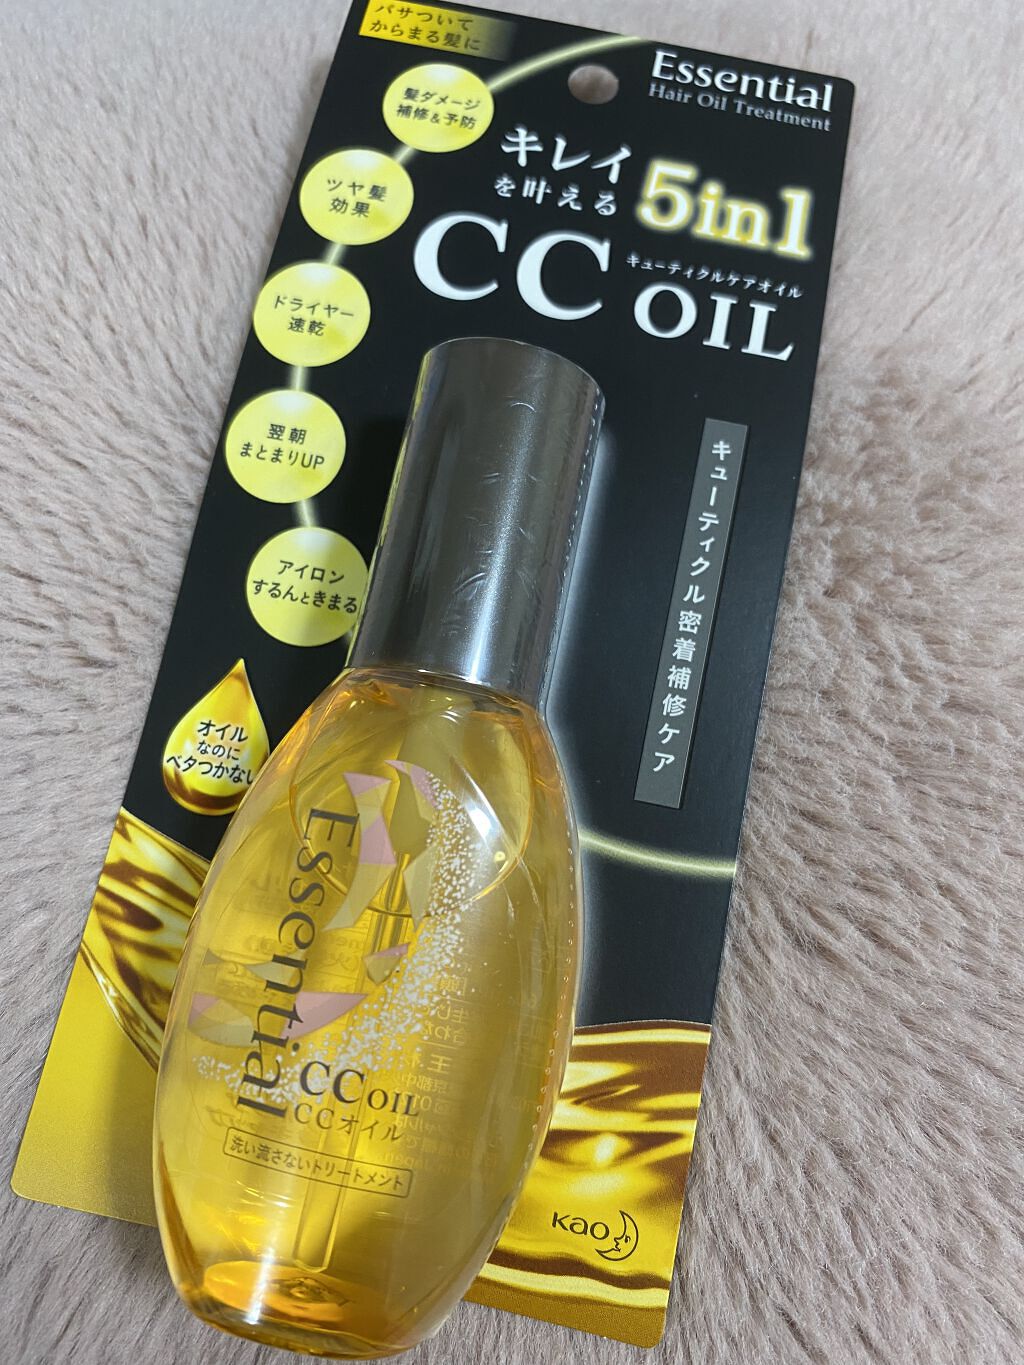 パサついて
からまる髪に
Essential
Hair Oil Treatment
髪ダメージ
補修&予防
キレイ
を叶える
5in1
ツヤ髪
効果
CC OIL
キューティクルケアオイル
ドライヤー
速乾
翌朝
まとまりUP
アイロン
するんときまる
キューティクル密着補修ケア
オイル
なのに
ベタつかない
Essential
CC OIL
CCオイル
洗い流さないトリートメント
Kao